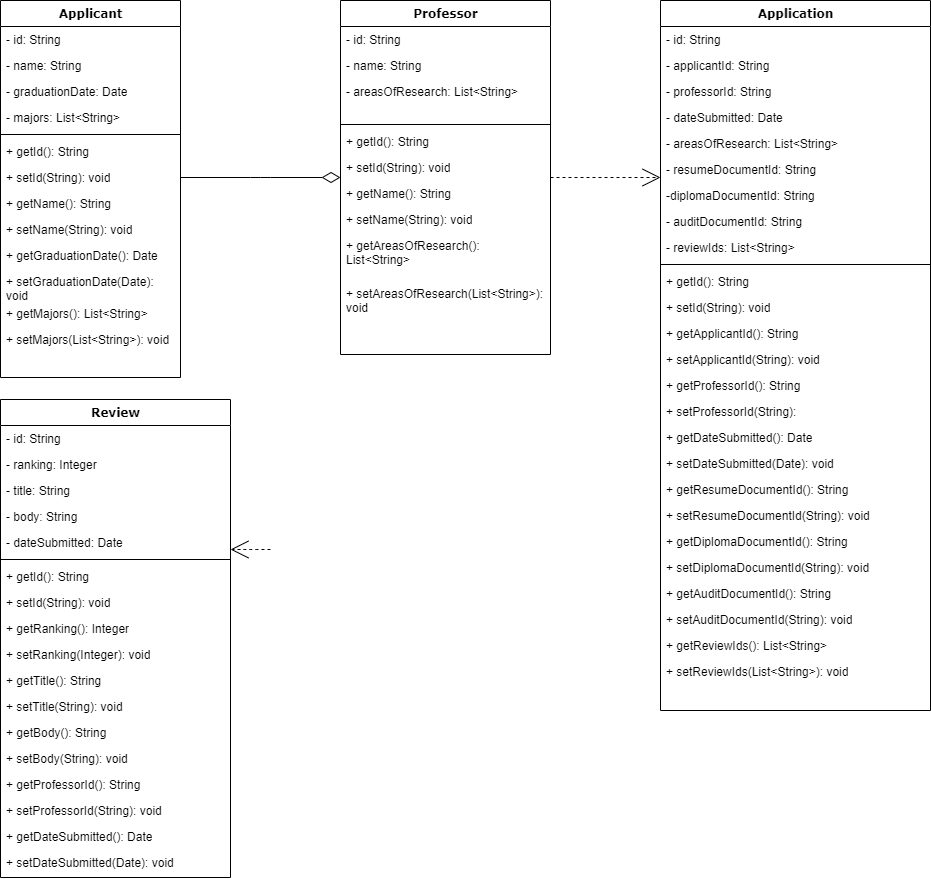 Applicant
- id: String
- name: String
- graduationDate: Date
- majors: List<String>
+ getId(): String
+ setId(String): void
+ getName(): String
+ setName(String): void
+ getGraduationDate(): Date
+ setGraduationDate(Date):
void
+ getMajors(): List<String>
+ setMajors(List<String>): void
Professor
- id: String
- name: String
- areasOfResearch: List<String>
+ getId(): String
+ setId(String): void
+ getName(): String
+ setName(String): void
+ getAreasOfResearch():
List<String>
+ setAreasOfResearch(List<String>):
void
Application
- id: String
- applicantId: String
- professorId: String
- dateSubmitted: Date
- areasOfResearch: List<String>
- resumeDocumentId: String
-diplomaDocumentId: String
- auditDocumentId: String
- reviewIds: List<String>
+ getId(): String
+ setId(String): void
+ getApplicantId(): String
+ setApplicantId(String): void
+ getProfessorId(): String
+ setProfessorId(String):
+ getDateSubmitted(): Date
+ setDateSubmitted(Date): void
+ getResumeDocumentId(): String
+ setResumeDocumentId(String): void
+ getDiplomaDocumentId(): String
+ setDiplomaDocumentId(String): void
+ getAuditDocumentId(): String
+ setAuditDocumentId(String): void
+ getReviewIds(): List<String>
+ setReviewIds(List<String>): void
Review
- id: String
- ranking: Integer
- title: String
- body: String
- dateSubmitted: Date
+ getId(): String
+ setId(String): void
+ getRanking(): Integer
+ setRanking(Integer): void
+ getTitle(): String
+ setTitle(String): void
+ getBody(): String
+ setBody(String): void
+ getProfessorId(): String
+ setProfessorId(String): void
+ getDateSubmitted(): Date
+ setDateSubmitted(Date): void